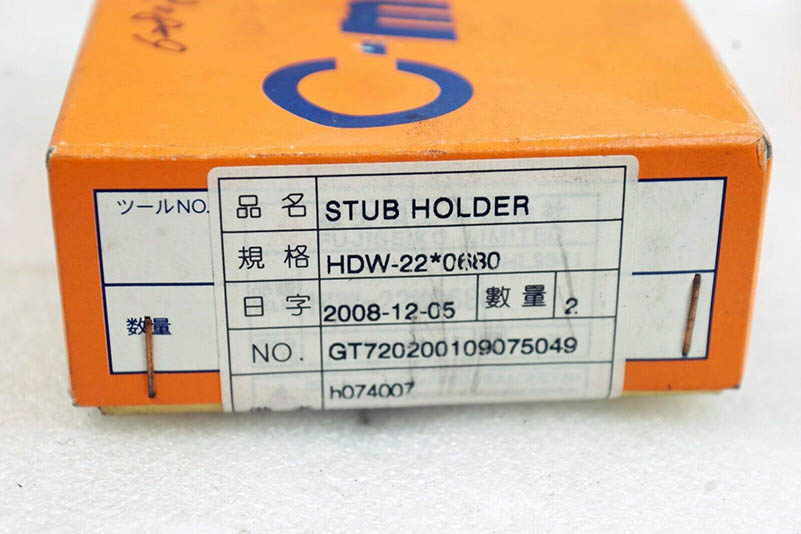 C·m
ツールNO.
品名 STUB HOLDER
規格 HDW-22*0680
日字 2008-12-05 數量 2
数量
NO. GT720200109075049
h074007